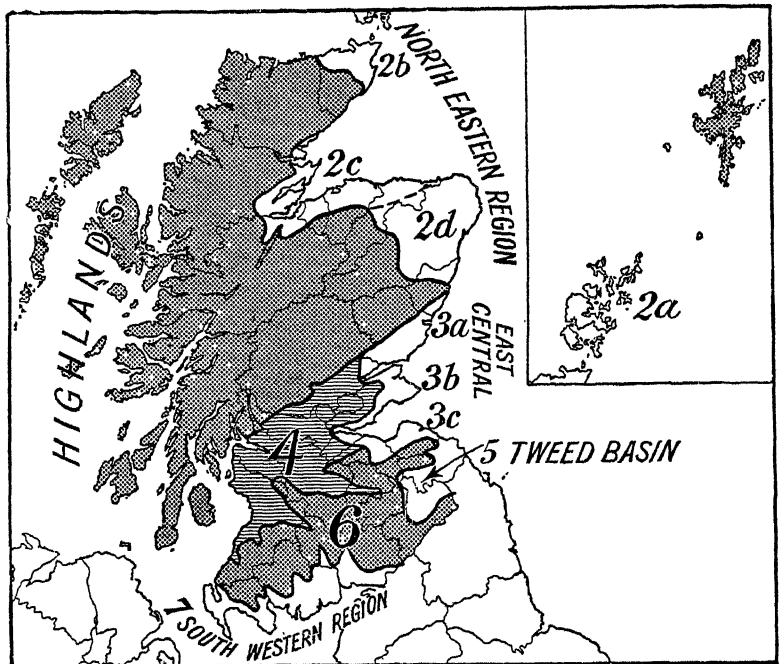 NORTH EASTERN REGION
2b
2c
2d
HIGHLANDS
2a
3a
EAST
CENTRAL
3b
3c
4
5 TWEED BASIN
6
7 SOUTH WESTERN REGION